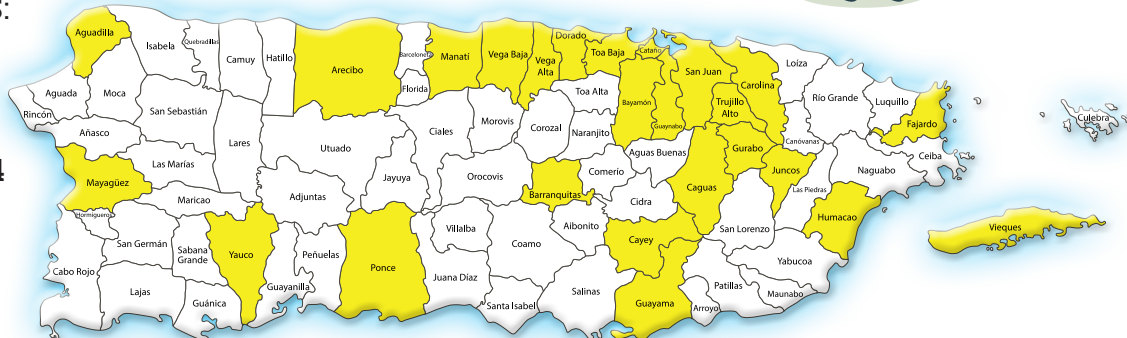 Aguadilla
Isabela
Quebradillas
Camuy
Hatillo
Arecibo
Barceloneta
Manatí
Vega Baja
Vega
Alta
Dorado
Toa Baja
Cataño
San Juan
Carolina
Loíza
Río Grande
Luquillo
Fajardo
Culebra
Rincón
Aguada
Moca
San Sebastián
Florida
Ciales
Morovis
Corozal
Toa Alta
Naranjito
Bayamón
Guaynabo
Trujillo
Alto
Canóvanas
Ceiba
Añasco
Las Marías
Lares
Utuado
Jayuya
Orocovis
Barranquitas
Comerío
Aguas Buenas
Gurabo
Juncos
Naguabo
Mayagüez
Maricao
Adjuntas
Cidra
Caguas
Las Piedras
Humacao
Vieques
Hormigueros
San Germán
Sabana
Grande
Yauco
Peñuelas
Ponce
Villalba
Coamo
Aibonito
Cayey
San Lorenzo
Yabucoa
Cabo Rojo
Lajas
Guánica
Guayanilla
Juana Díaz
Santa Isabel
Salinas
Guayama
Arroyo
Patillas
Maunabo
4